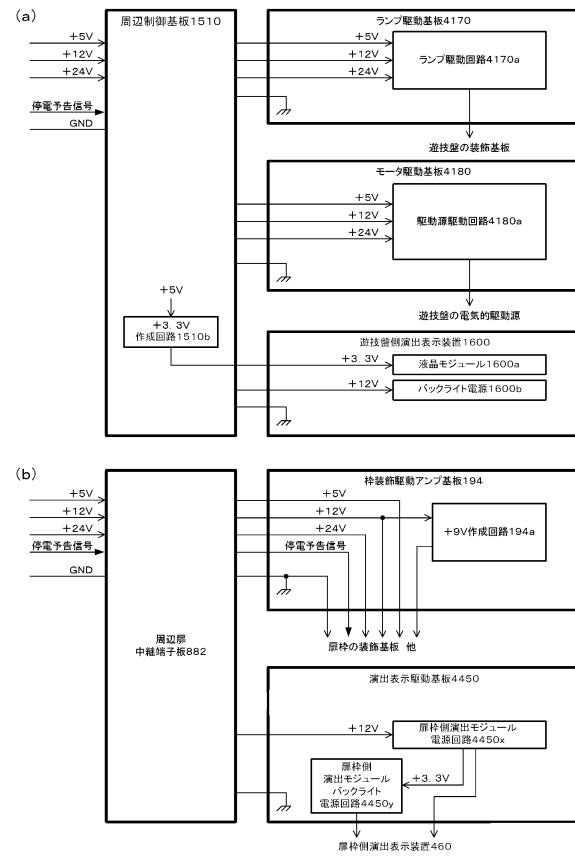 (a)
周辺制御基板1510
+5V
+12V
+24V
停電予告信号
GND
+5V
+3.3V
作成回路1510b
ランプ駆動基板4170
+5V
+12V
+24V
ランプ駆動回路4170a
遊技盤の装飾基板
モータ駆動基板4180
+5V
+12V
+24V
駆動源駆動回路4180a
遊技盤の電気的駆動源
遊技盤側演出表示装置1600
+3.3V
液晶モジュール1600a
+12V
バックライト電源1600b
(b)
+5V
+12V
+24V
停電予告信号
GND
周辺扉
中継端子板882
枠装飾駆動アンプ基板194
+5V
+12V
+24V
停電予告信号
+9V作成回路194a
扉枠の装飾基板 他
演出表示駆動基板4450
+12V
扉枠側演出モジュール
電源回路4450x
+3.3V
扉枠側
演出モジュール
バックライト
電源回路4450y
扉枠側演出表示装置460